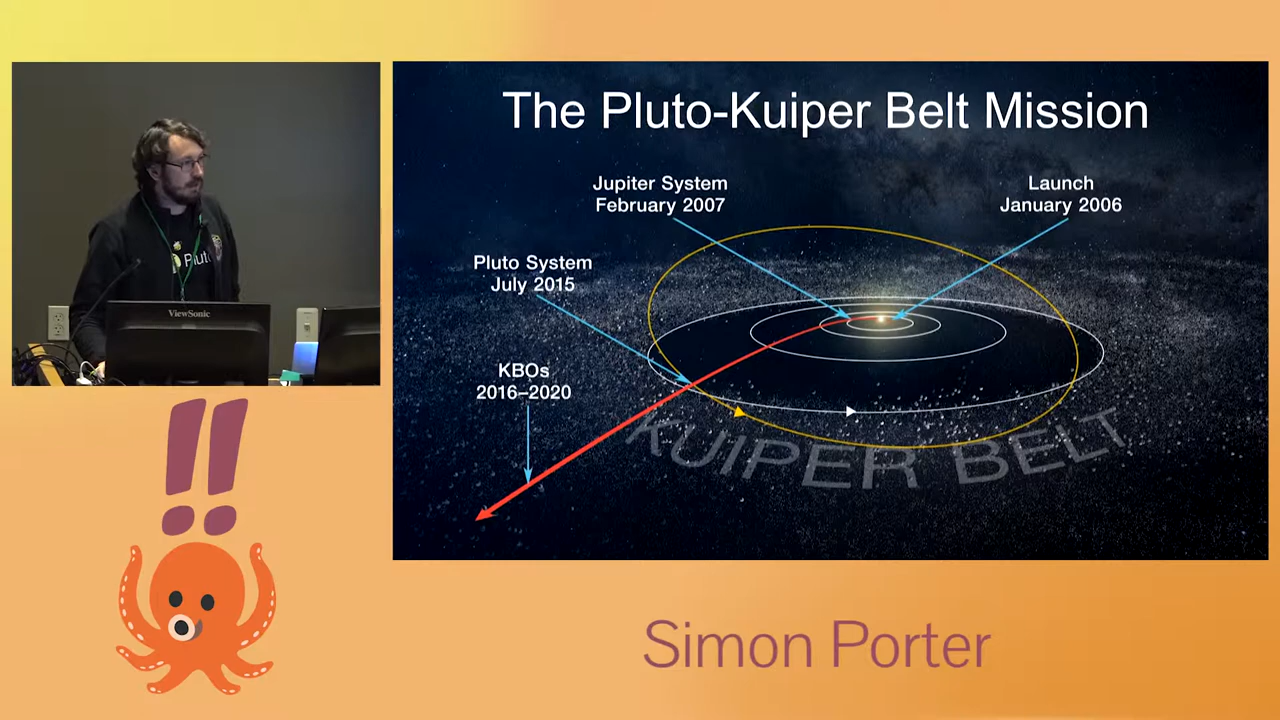 The Pluto-Kuiper Belt Mission
Jupiter System
February 2007
Launch
January 2006
Pluto System
July 2015
KBOs
2016–2020
KUIPER BELT
ViewSonic
!!
Simon Porter